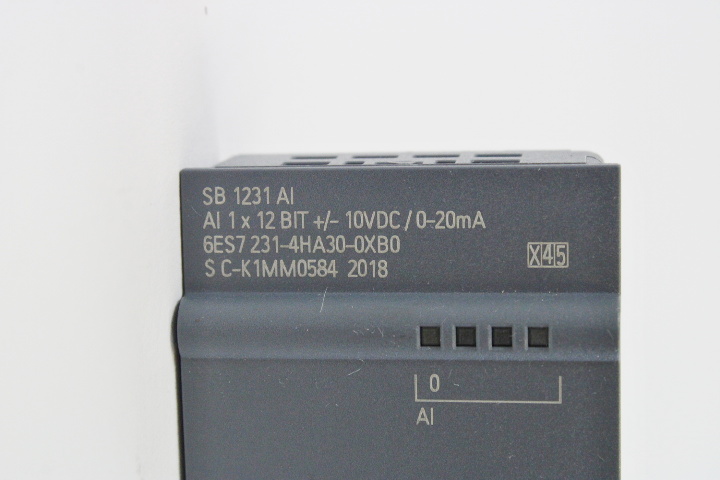 SB 1231 AI
AI 1 x 12 BIT +/- 10VDC / 0-20mA
6ES7 231-4HA30-0XB0
S C-K1MM0584 2018
X45
0
AI